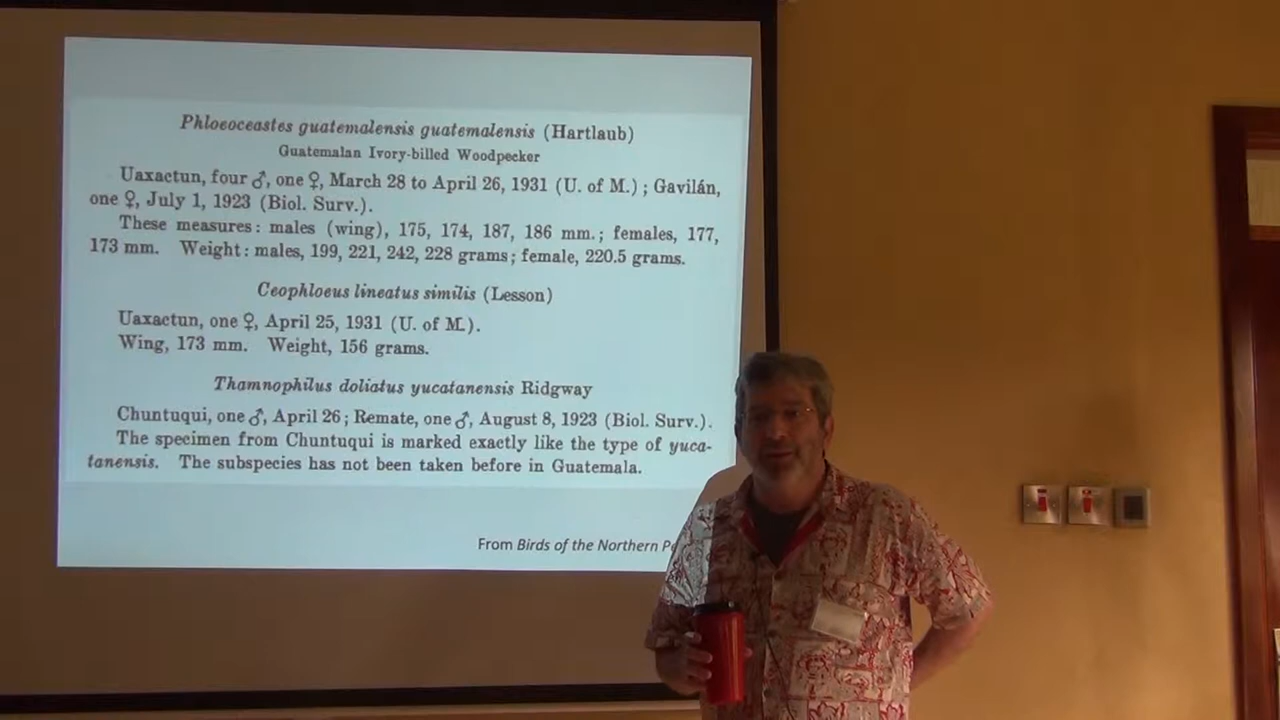 Phloeoceastes guatemalensis guatemalensis (Hartlaub)
Guatemalan Ivory-billed Woodpecker
Uaxactun, four ♂, one ♀, March 28 to April 26, 1931 (U. of M.); Gavilán,
one ♀, July 1, 1923 (Biol. Surv.).
These measures: males (wing), 175, 174, 187, 186 mm.; females, 177,
173 mm. Weight: males, 199, 221, 242, 228 grams; female, 220.5 grams.
Ceophloeus lineatus similis (Lesson)
Uaxactun, one ♀, April 25, 1931 (U. of M.).
Wing, 173 mm. Weight, 156 grams.
Thamnophilus doliatus yucatanensis Ridgway
Chuntuqui, one ♂, April 26; Remate, one ♂, August 8, 1923 (Biol. Surv.).
The specimen from Chuntuqui is marked exactly like the type of yuca-
tanensis. The subspecies has not been taken before in Guatemala.
From Birds of the Northern